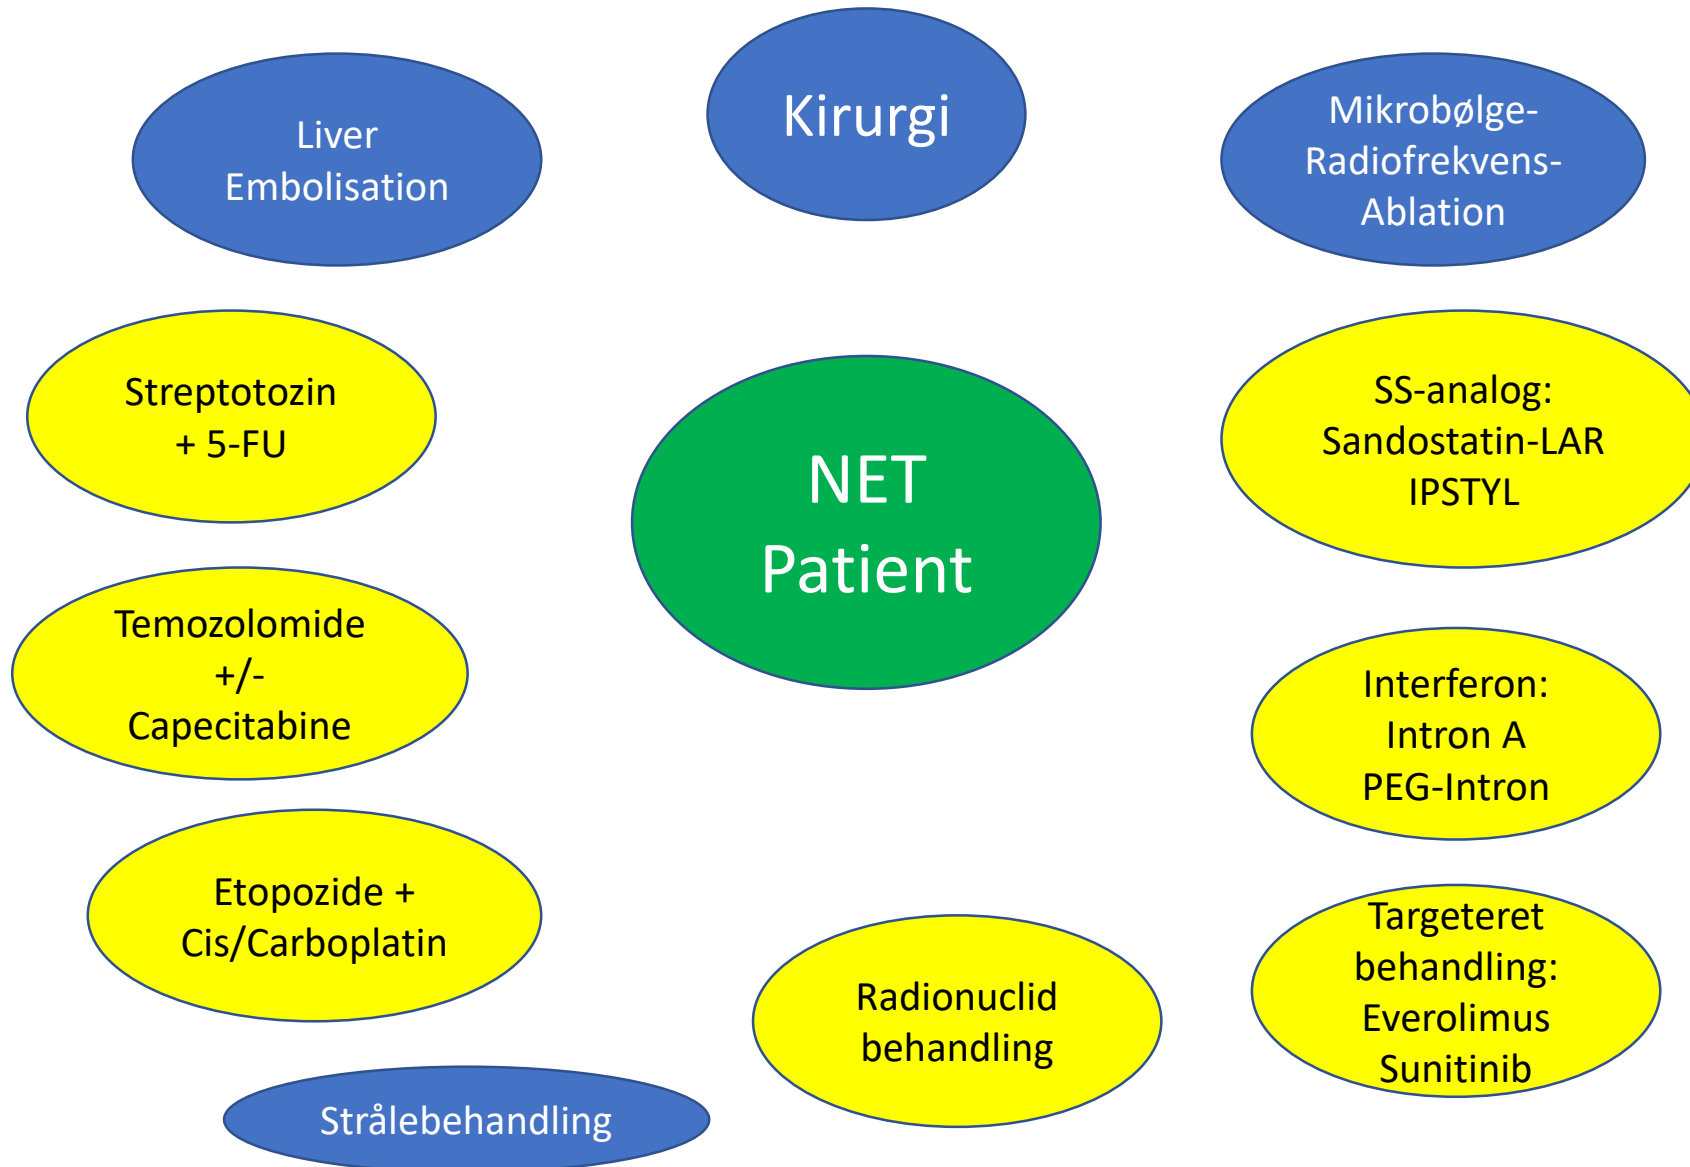 Kirurgi
Liver
Embolisation
Mikrobølge-
Radiofrekvens-
Ablation
Streptotozin
+ 5-FU
SS-analog:
Sandostatin-LAR
IPSTYL
NET
Patient
Temozolomide
+/-
Capecitabine
Interferon:
Intron A
PEG-Intron
Etopozide +
Cis/Carboplatin
Radionuclid
behandling
Targeteret
behandling:
Everolimus
Sunitinib
Strålebehandling